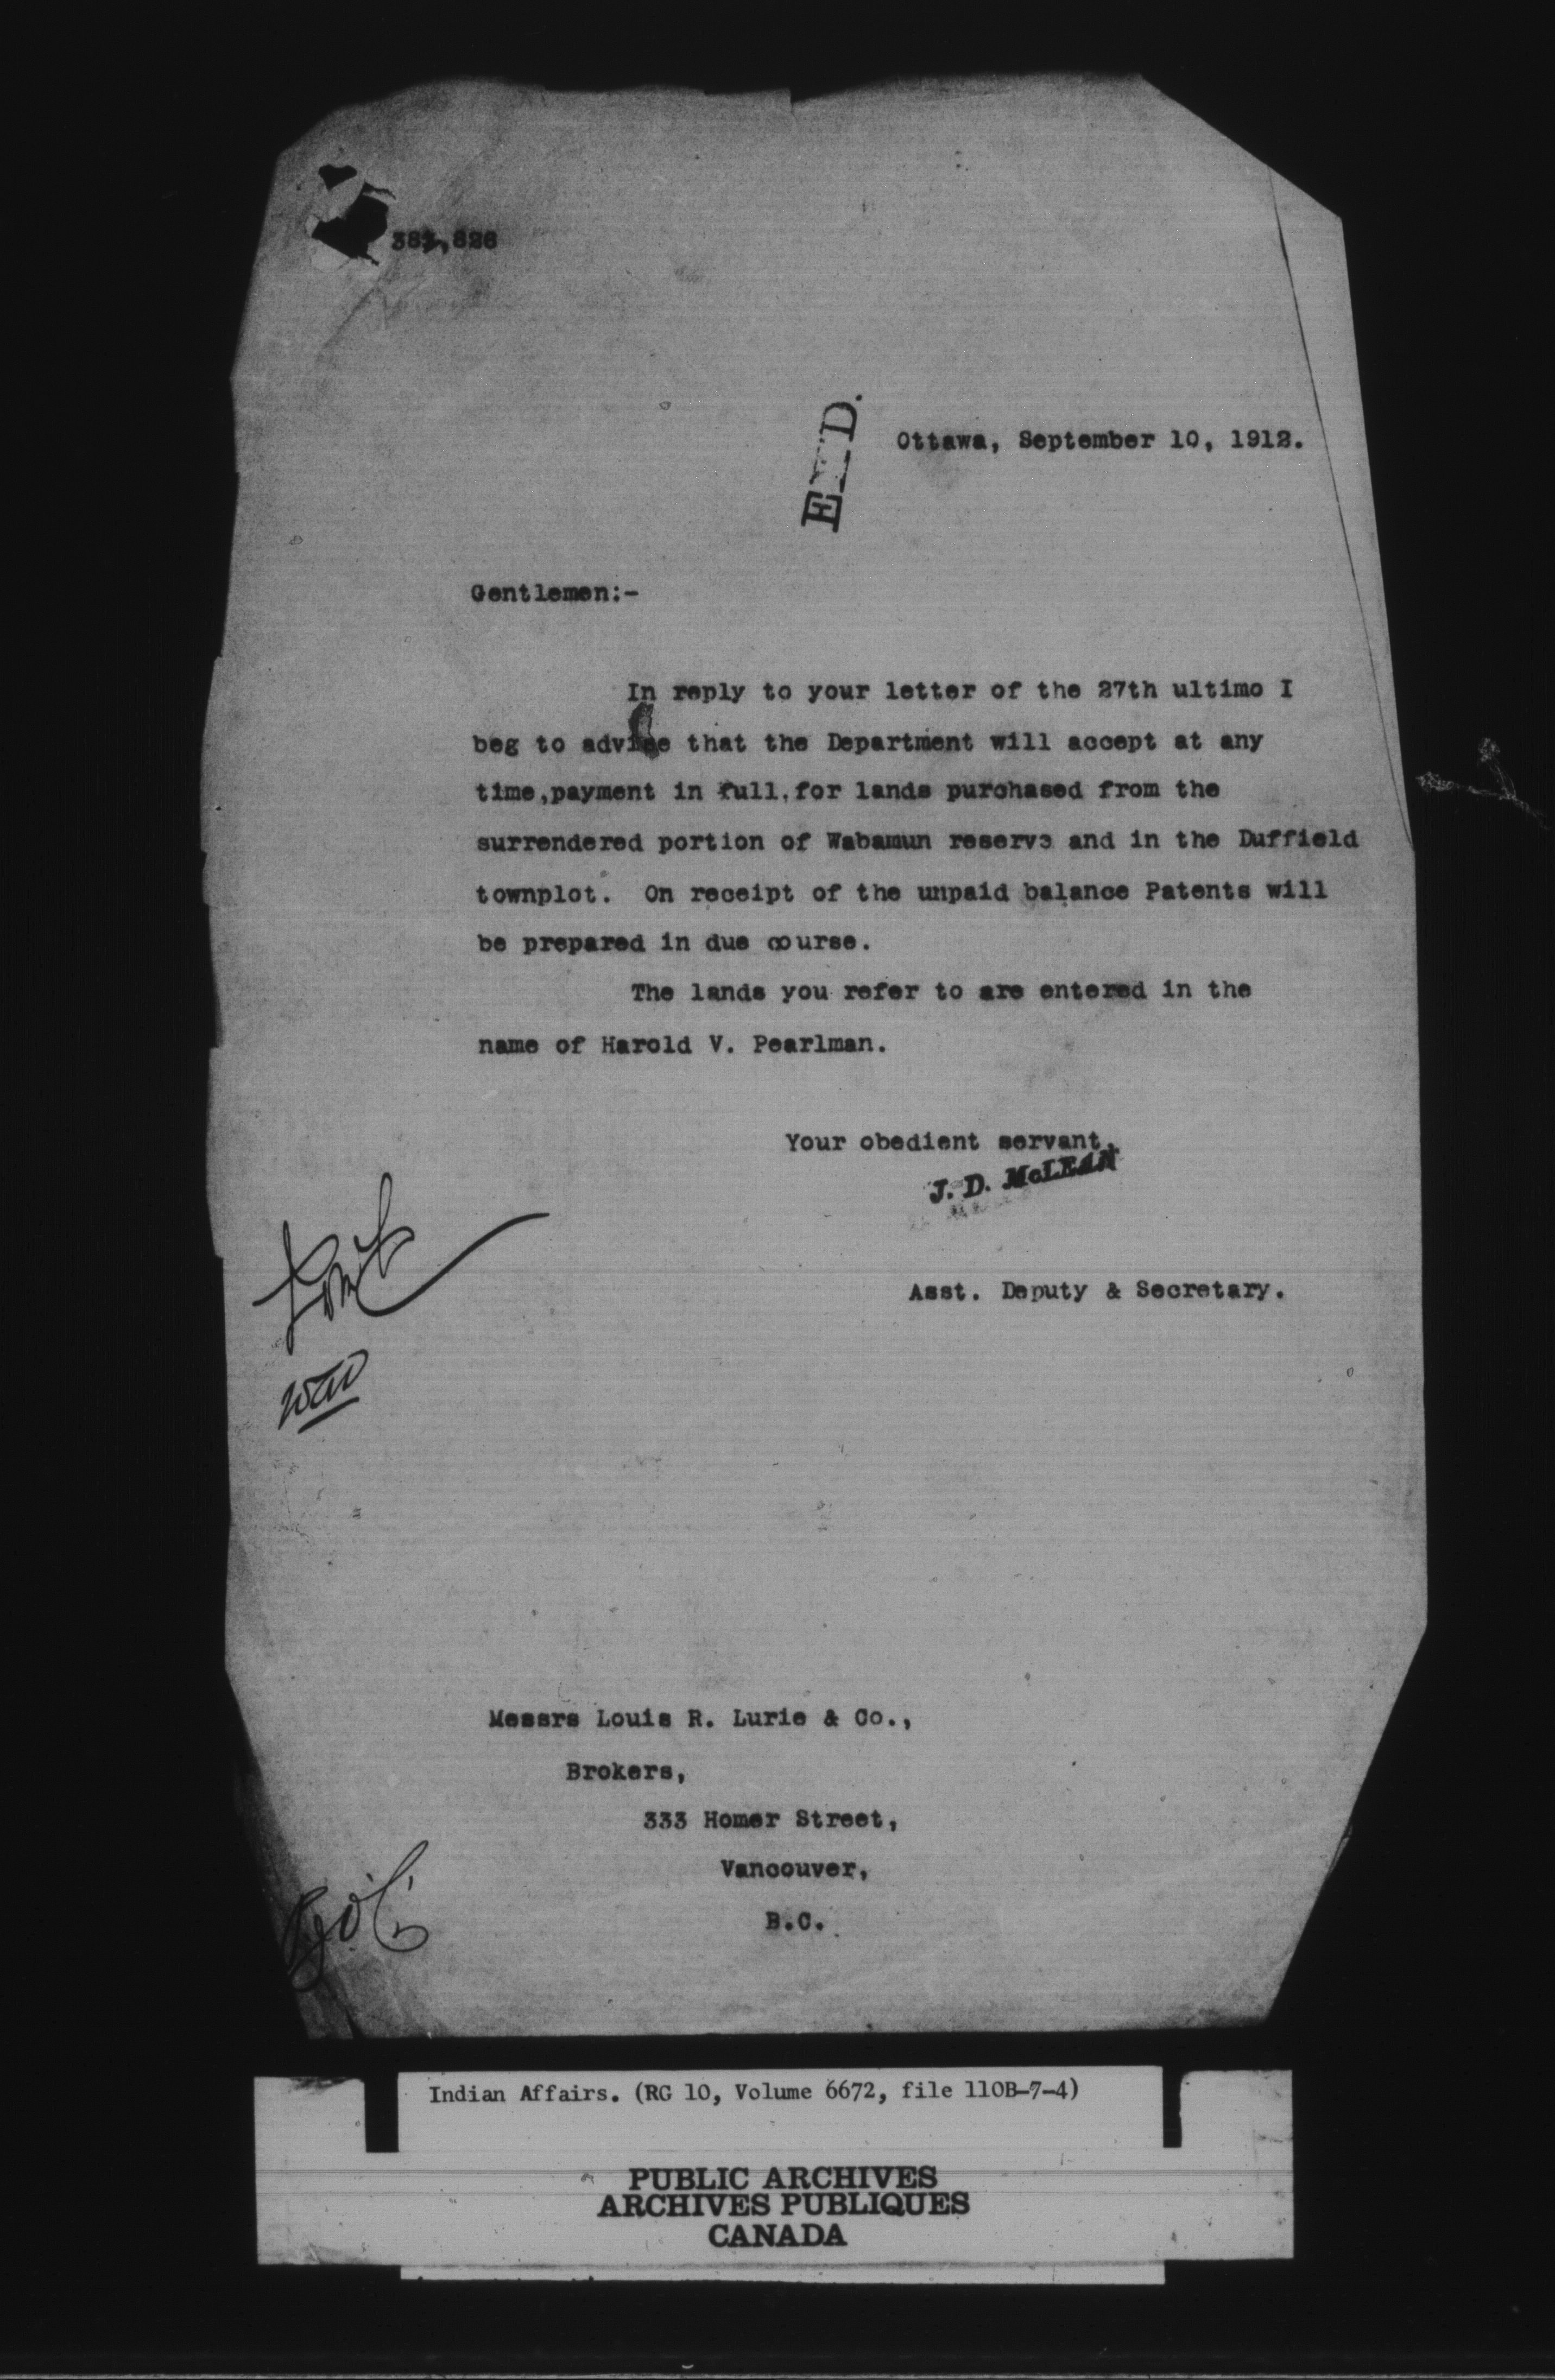 Ottawa, September 10, 1912.
Gentlemen:-
In reply to your letter of the 27th ultimo I
beg to advise that the Department will accept at any
time,payment in full,for lands purchased from the
surrendered portion of Wabamun reserve and in the Duffield
townplot. On receipt of the unpaid balance Patents will
be prepared in due course.
The lands you refer to are entered in the
name of Harold V. Pearlman.
Your obedient servant,
J. D. McLEAN
Asst. Deputy & Secretary.
Messrs Louis R. Lurie & Co.,
Brokers,
333 Homer Street,
Vancouver,
B.C.
Indian Affairs. (RG 10, Volume 6672, file 110B-7-4)
PUBLIC ARCHIVES
ARCHIVES PUBLIQUES
CANADA